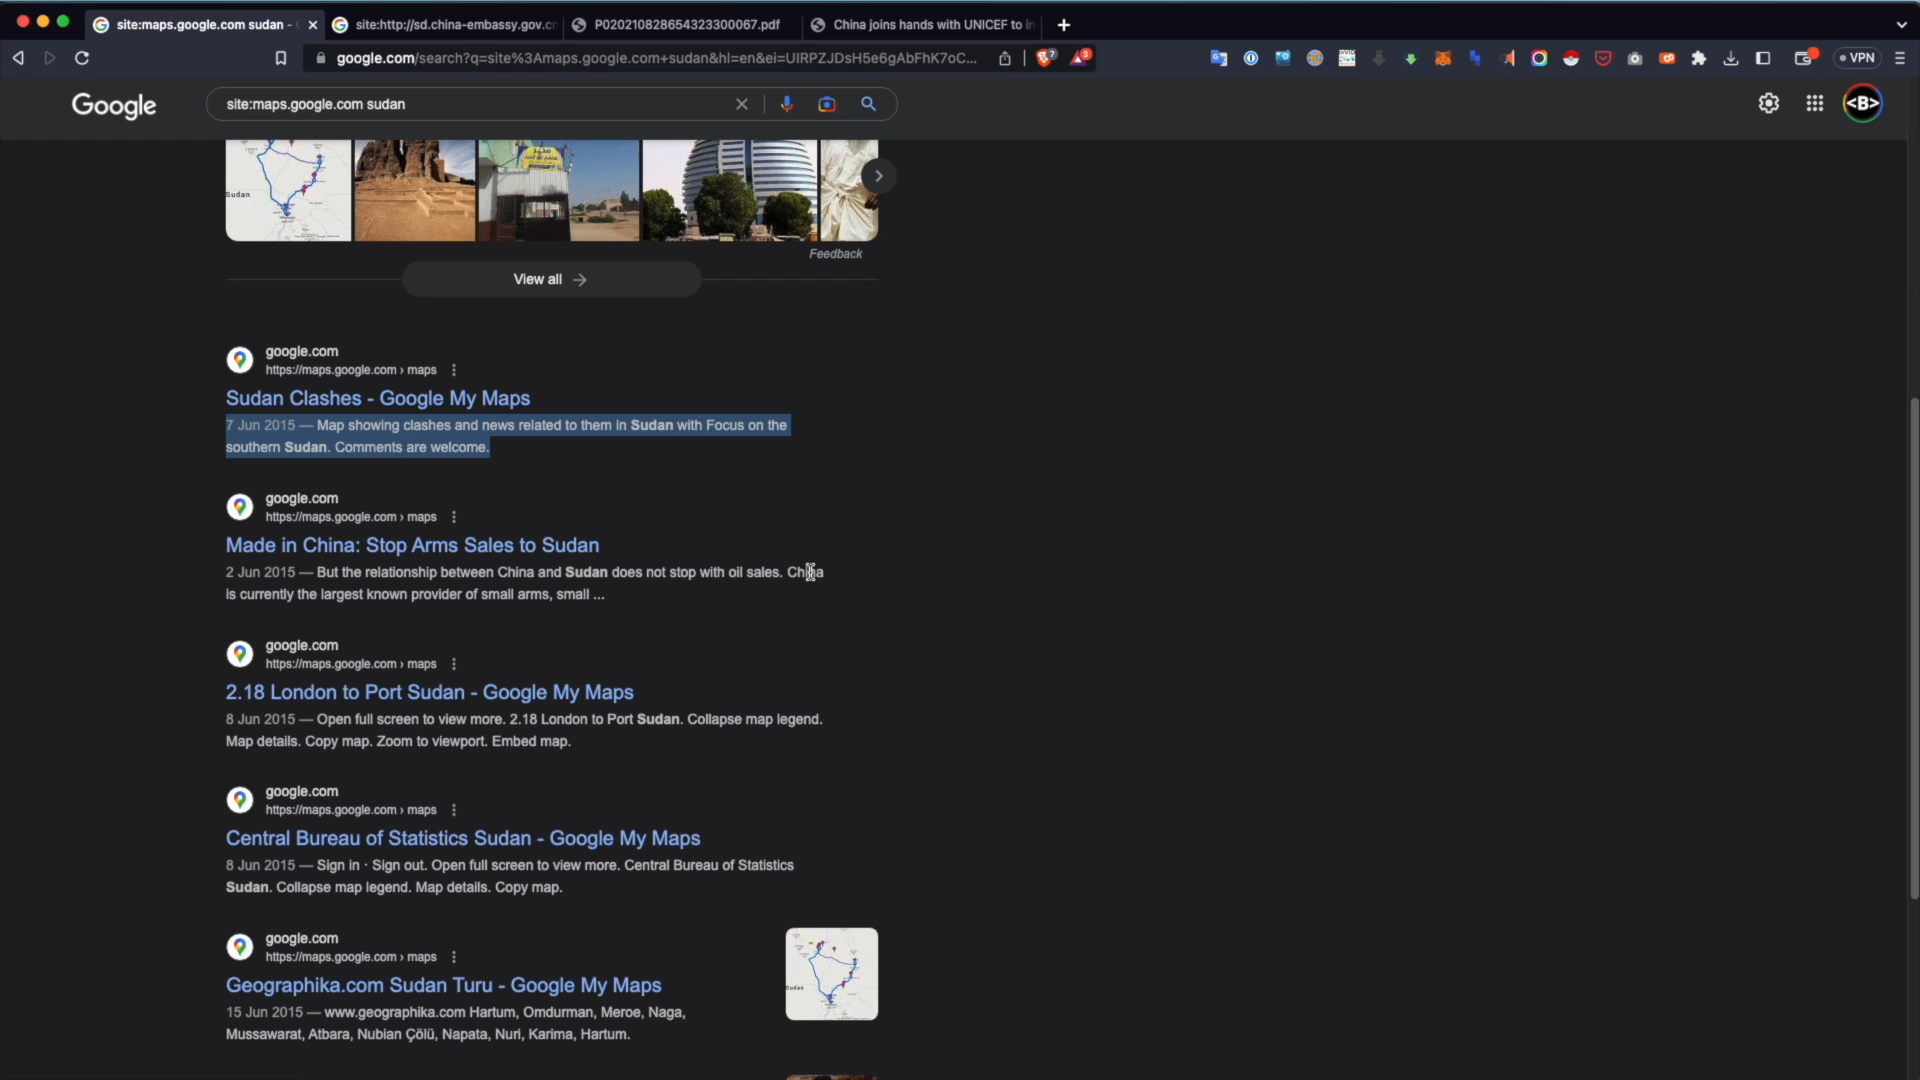 site:maps.google.com sudan -
site:http://sd.china-embassy.gov.c
P020210828654323300067.pdf
China joins hands with UNICEF to in
google.com/search?q=site%3Amaps.google.com+sudan&hl=en&ei=UIRPZJDsH5e6gAbFhK7oC...
7
3
VPN
Google
site:maps.google.com sudan
<B>
Sudan
Feedback
View all
google.com
https://maps.google.com › maps
Sudan Clashes - Google My Maps
7 Jun 2015 — Map showing clashes and news related to them in Sudan with Focus on the
southern Sudan. Comments are welcome.
google.com
https://maps.google.com › maps
Made in China: Stop Arms Sales to Sudan
2 Jun 2015 — But the relationship between China and Sudan does not stop with oil sales. China
is currently the largest known provider of small arms, small ...
google.com
https://maps.google.com › maps
2.18 London to Port Sudan - Google My Maps
8 Jun 2015 — Open full screen to view more. 2.18 London to Port Sudan. Collapse map legend.
Map details. Copy map. Zoom to viewport. Embed map.
google.com
https://maps.google.com › maps
Central Bureau of Statistics Sudan - Google My Maps
8 Jun 2015 — Sign in · Sign out. Open full screen to view more. Central Bureau of Statistics
Sudan. Collapse map legend. Map details. Copy map.
google.com
https://maps.google.com › maps
Geographika.com Sudan Turu - Google My Maps
15 Jun 2015 — www.geographika.com Hartum, Omdurman, Meroe, Naga,
Mussawarat, Atbara, Nubian Çölü, Napata, Nuri, Karima, Hartum.
Sudan